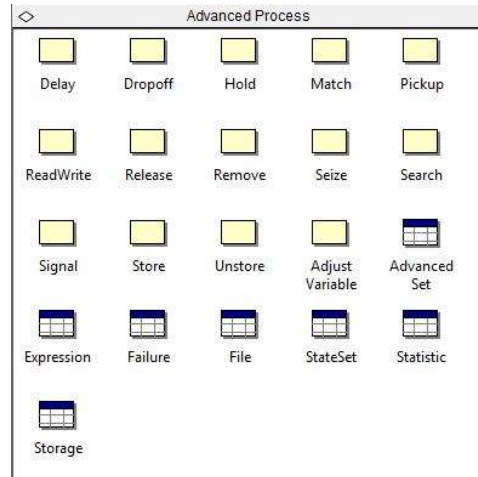 Advanced Process
Delay Dropoff Hold Match Pickup
ReadWrite Release Remove Seize Search
Signal Store Unstore Adjust Variable Advanced Set
Expression Failure File StateSet Statistic
Storage